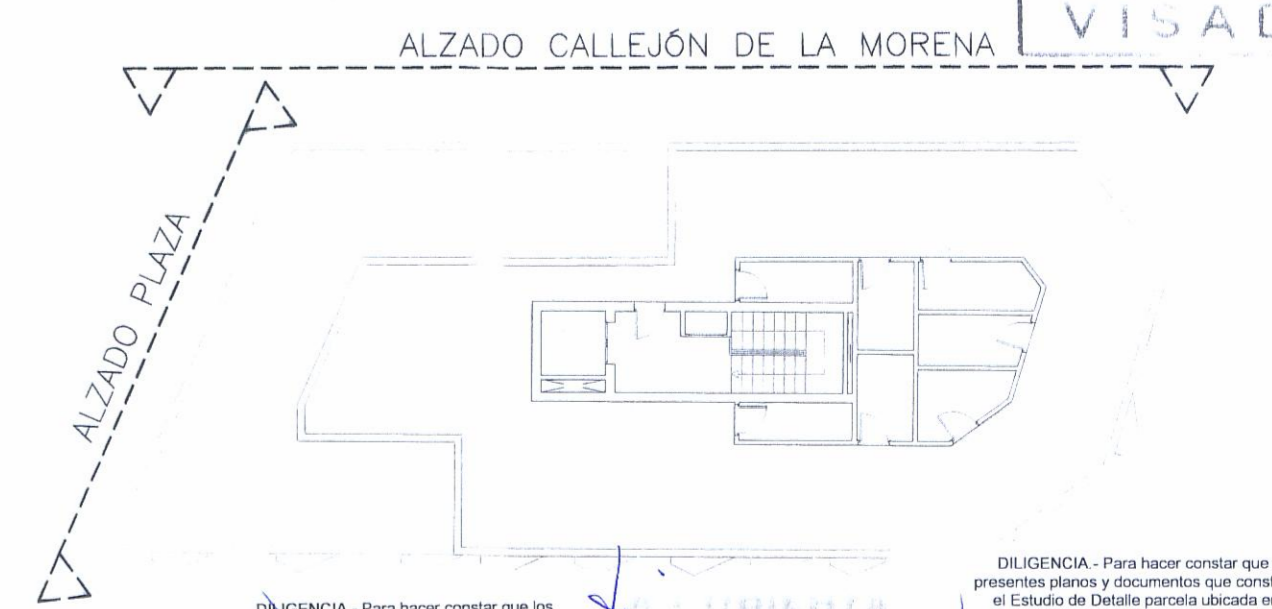 VISAD
ALZADO CALLEJÓN DE LA MORENA
ALZADO PLAZA
DILIGENCIA.- Para hacer constar que
presentes planos y documentos que const
el Estudio de Detalle parcela ubicada en
DILIGENCIA.- Para hacer constar que los